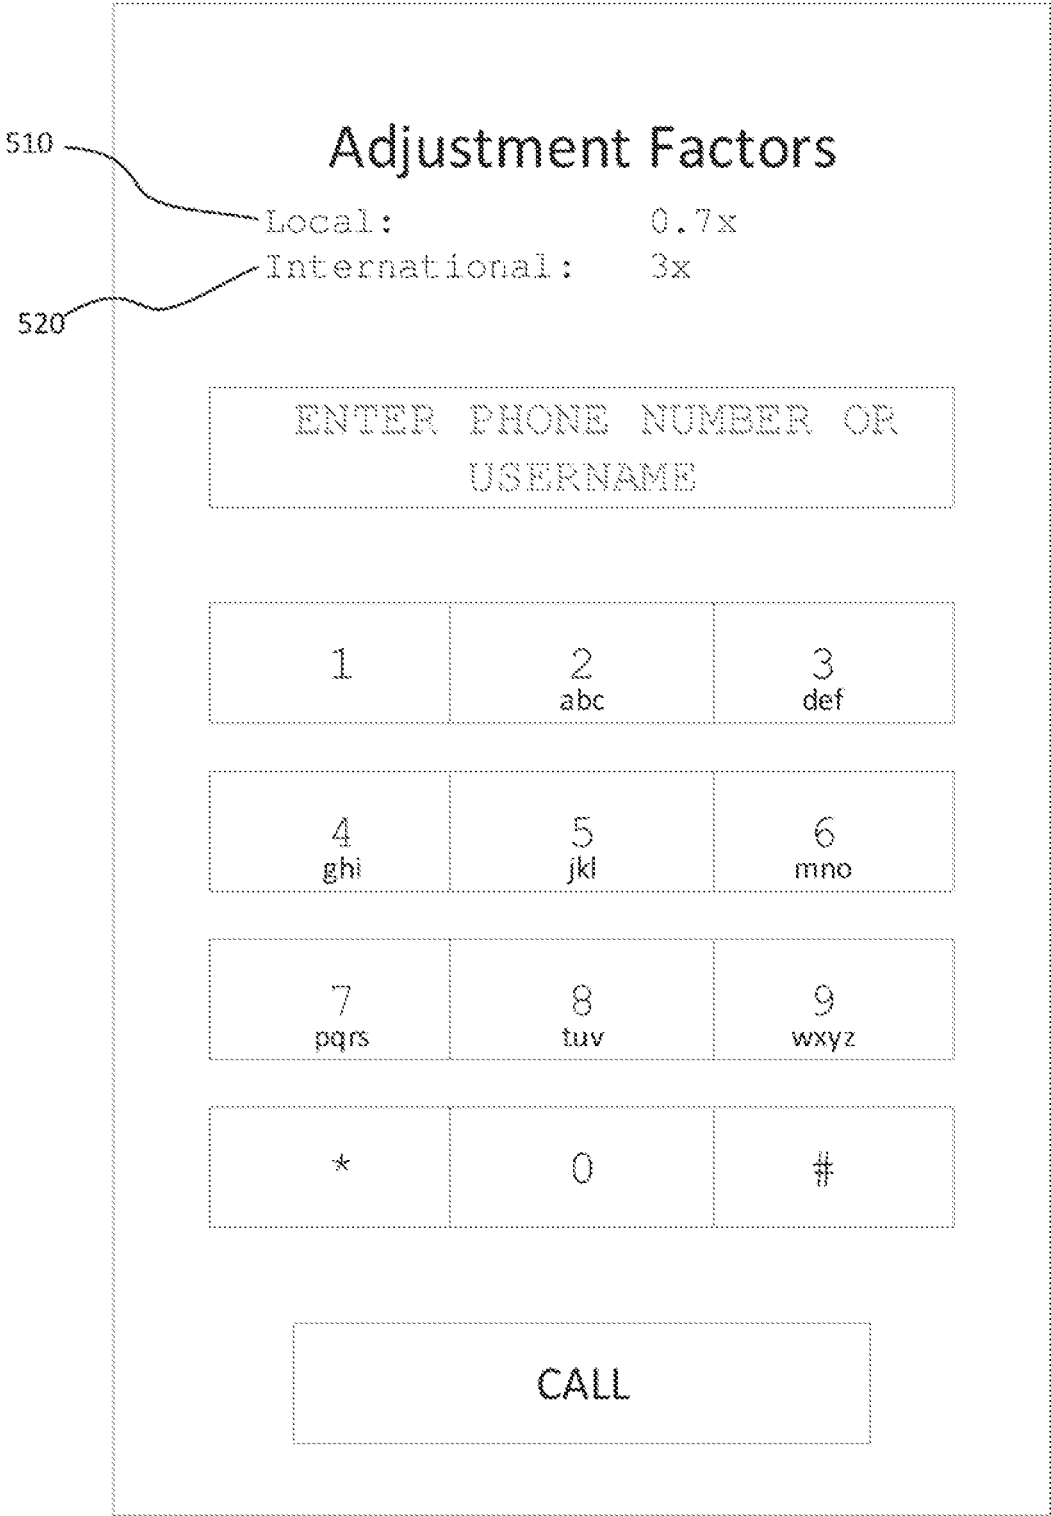 Adjustment Factors
510
Local: 0.7x
International: 3x
520
ENTER PHONE NUMBER OR
USERNAME
1 2 3
abc def
4 5 6
ghi jkl mno
7 8 9
pqrs tuv wxyz
* 0 #
CALL